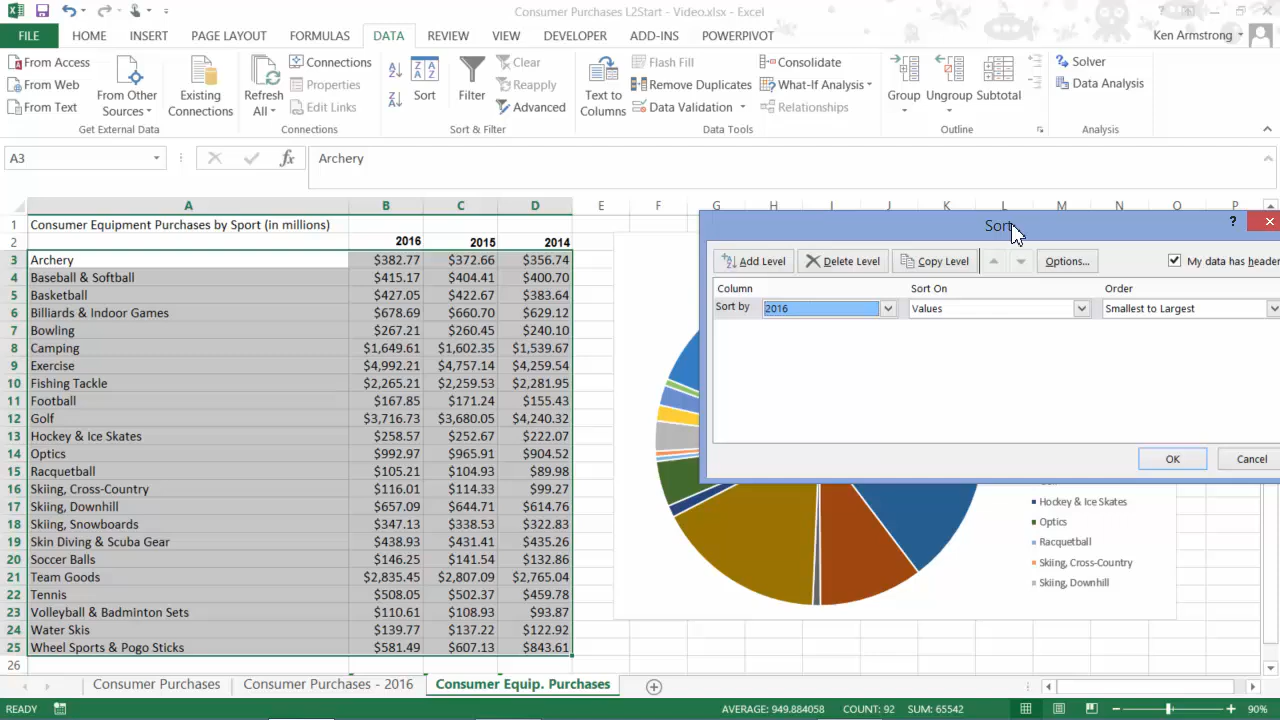 Consumer Purchases L2Start - Video.xlsx - Excel
FILE HOME INSERT PAGE LAYOUT FORMULAS DATA REVIEW VIEW DEVELOPER ADD-INS POWERPIVOT Ken Armstrong
From Access
From Web
From Text
From Other Sources
Existing Connections
Get External Data
Refresh All
Connections
Properties
Edit Links
Connections
Sort
Filter
Clear
Reapply
Advanced
Sort & Filter
Text to Columns
Flash Fill
Remove Duplicates
Data Validation
Consolidate
What-If Analysis
Relationships
Data Tools
Group
Ungroup
Subtotal
Outline
Solver
Data Analysis
Analysis
A3 fx Archery
A B C D E F G H I J K L M N O P
1 Consumer Equipment Purchases by Sport (in millions)
2 2016 2015 2014
3 Archery $382.77 $372.66 $356.74
4 Baseball & Softball $415.17 $404.41 $400.70
5 Basketball $427.05 $422.67 $383.64
6 Billiards & Indoor Games $678.69 $660.70 $629.12
7 Bowling $267.21 $260.45 $240.10
8 Camping $1,649.61 $1,602.35 $1,539.67
9 Exercise $4,992.21 $4,757.14 $4,259.54
10 Fishing Tackle $2,265.21 $2,259.53 $2,281.95
11 Football $167.85 $171.24 $155.43
12 Golf $3,716.73 $3,680.05 $4,240.32
13 Hockey & Ice Skates $258.57 $252.67 $222.07
14 Optics $992.97 $965.91 $904.52
15 Racquetball $105.21 $104.93 $89.98
16 Skiing, Cross-Country $116.01 $114.33 $99.27
17 Skiing, Downhill $657.09 $644.71 $614.76
18 Skiing, Snowboards $347.13 $338.53 $322.83
19 Skin Diving & Scuba Gear $438.93 $431.41 $435.26
20 Soccer Balls $146.25 $141.54 $132.86
21 Team Goods $2,835.45 $2,807.09 $2,765.04
22 Tennis $508.05 $502.37 $459.78
23 Volleyball & Badminton Sets $110.61 $108.93 $93.87
24 Water Skis $139.77 $137.22 $122.92
25 Wheel Sports & Pogo Sticks $581.49 $607.13 $843.61
26
Sort ?
Add Level Delete Level Copy Level Options... My data has header
Column Sort On Order
Sort by 2016 Values Smallest to Largest
OK Cancel
Hockey & Ice Skates
Optics
Racquetball
Skiing, Cross-Country
Skiing, Downhill
Consumer Purchases Consumer Purchases - 2016 Consumer Equip. Purchases
READY AVERAGE: 949.884058 COUNT: 92 SUM: 65542 90%